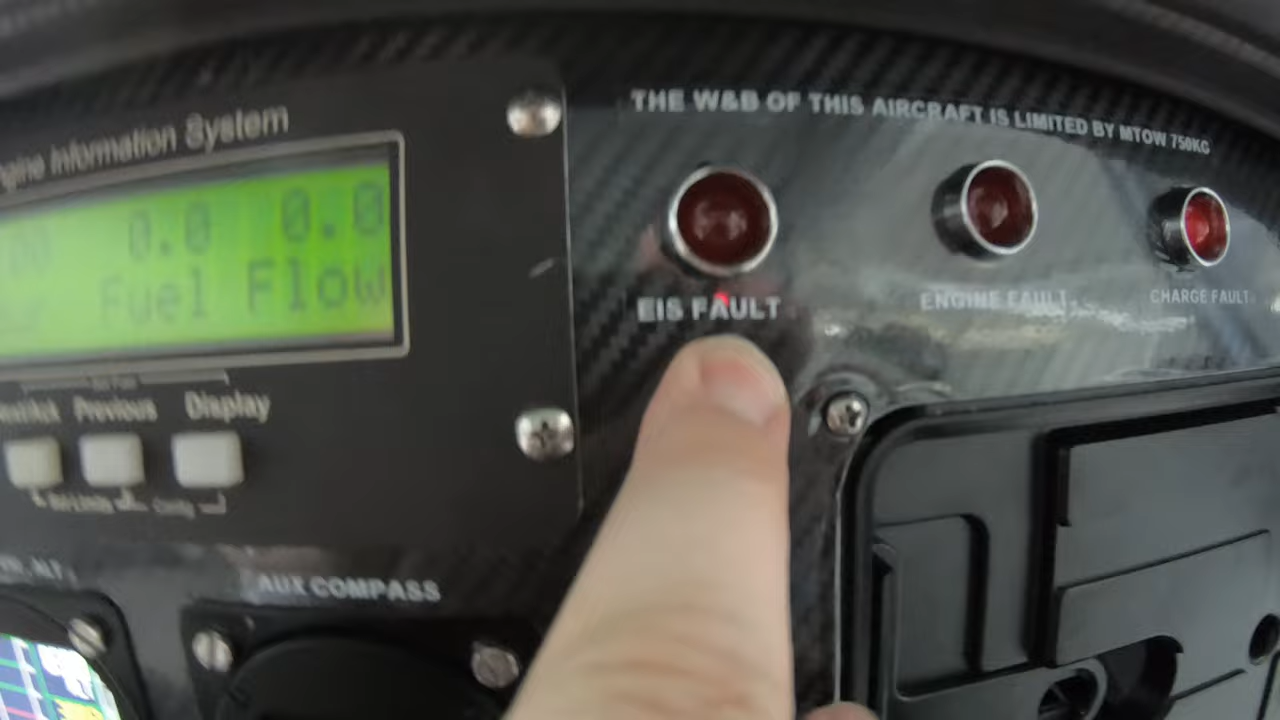 THE W&B OF THIS AIRCRAFT IS LIMITED BY MTOW 750KG
Engine Information System
0.0 0.0
Fuel Flow
EIS FAULT
ENGINE FAULT
CHARGE FAULT
Previous Display
AUX COMPASS